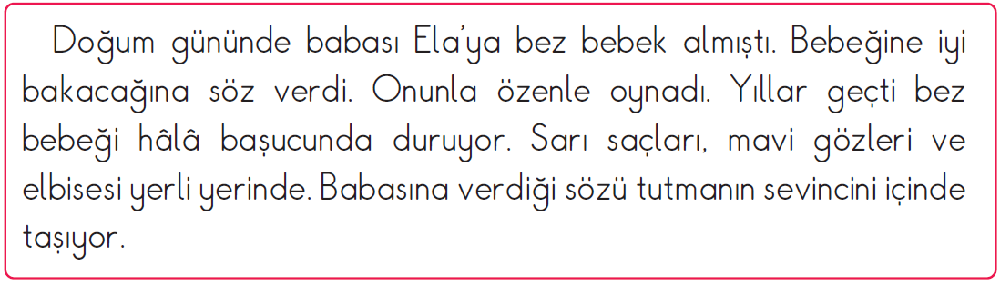 Doğum gününde babası Ela'ya bez bebek almıştı. Bebeğine iyi
bakacağına söz verdi. Onunla özenle oynadı. Yıllar geçti bez
bebeği hâlâ başucunda duruyor. Sarı saçları, mavi gözleri ve
elbisesi yerli yerinde. Babasına verdiği sözü tutmanın sevincini içinde
taşıyor.